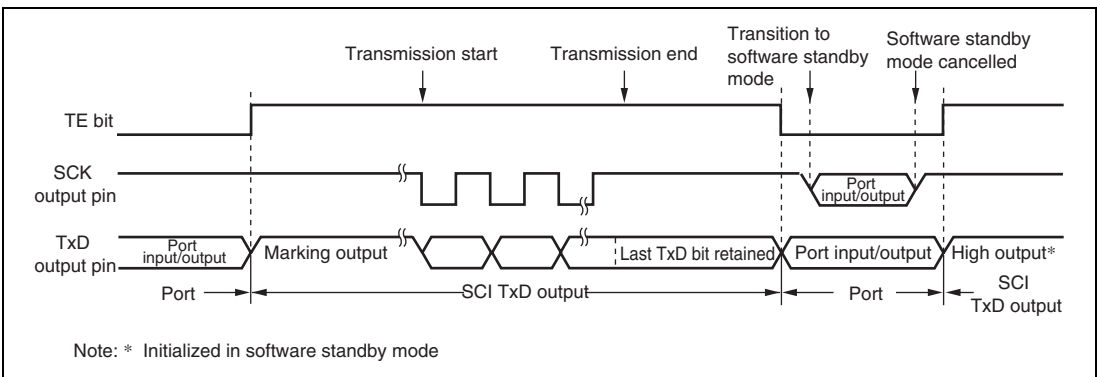 Transmission start
Transmission end
Transition to
software standby
mode
Software standby
mode cancelled
TE bit
SCK
output pin
Port
input/output
TxD
output pin
Port
input/output
Marking output
Last TxD bit retained
Port input/output
High output*
Port
SCI TxD output
Port
SCI
TxD output
Note: * Initialized in software standby mode